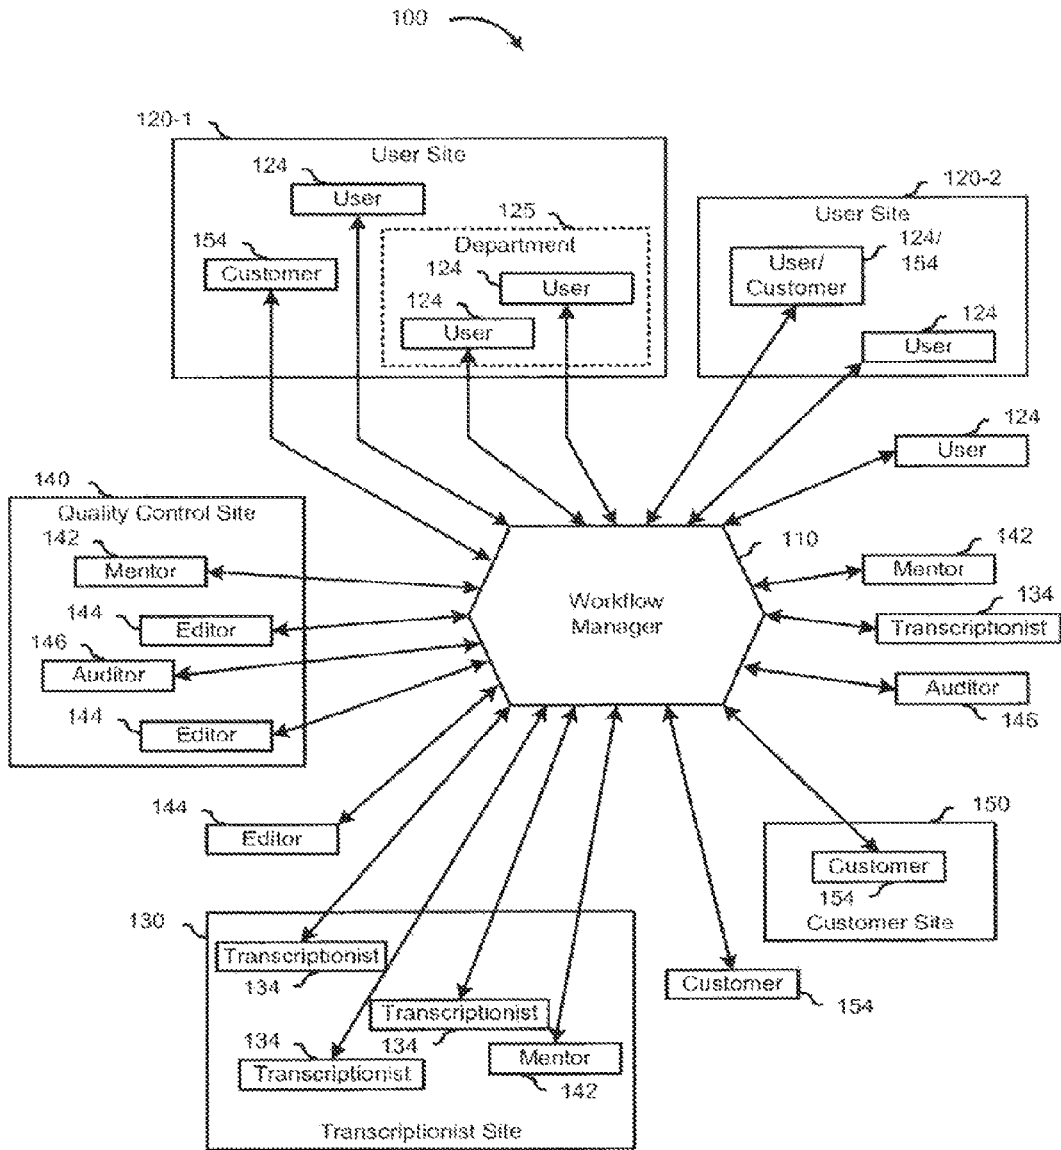 100
120-1
User Site
124
User
125
Department
154
Customer
124
User
124
User
120-2
User Site
User/
Customer
124/
154
124
User
124
User
140
Quality Control Site
142
Mentor
144
Editor
146
Auditor
144
Editor
110
Workflow
Manager
142
Mentor
134
Transcriptionist
Auditor
146
144
Editor
150
Customer
154
Customer Site
130
Transcriptionist
134
Transcriptionist
134
134
Transcriptionist
Mentor
142
Transcriptionist Site
Customer
154